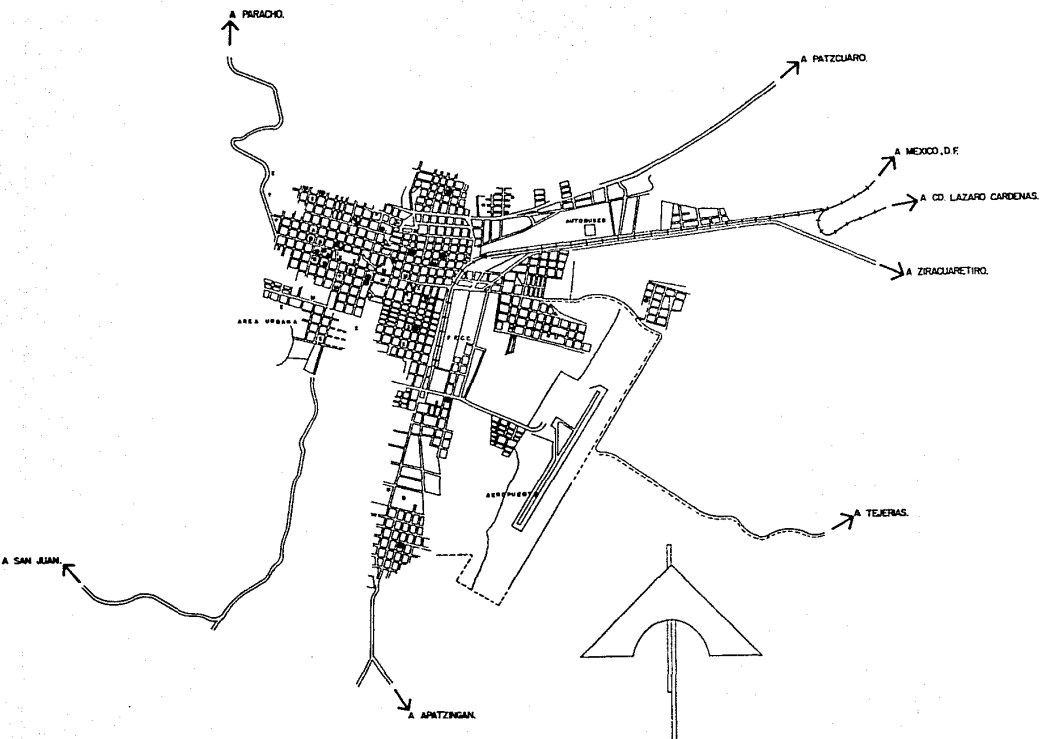 A PARACHO.
A PATZCUARO.
A MEXICO, D.F.
A CD. LAZARO CARDENAS.
AUTOBUSES
A ZIRACUARETIRO.
AREA URBANA
F F.C.C.
AEROPUERTO
A TEJERIAS.
A SAN JUAN.
A APATZINGAN.